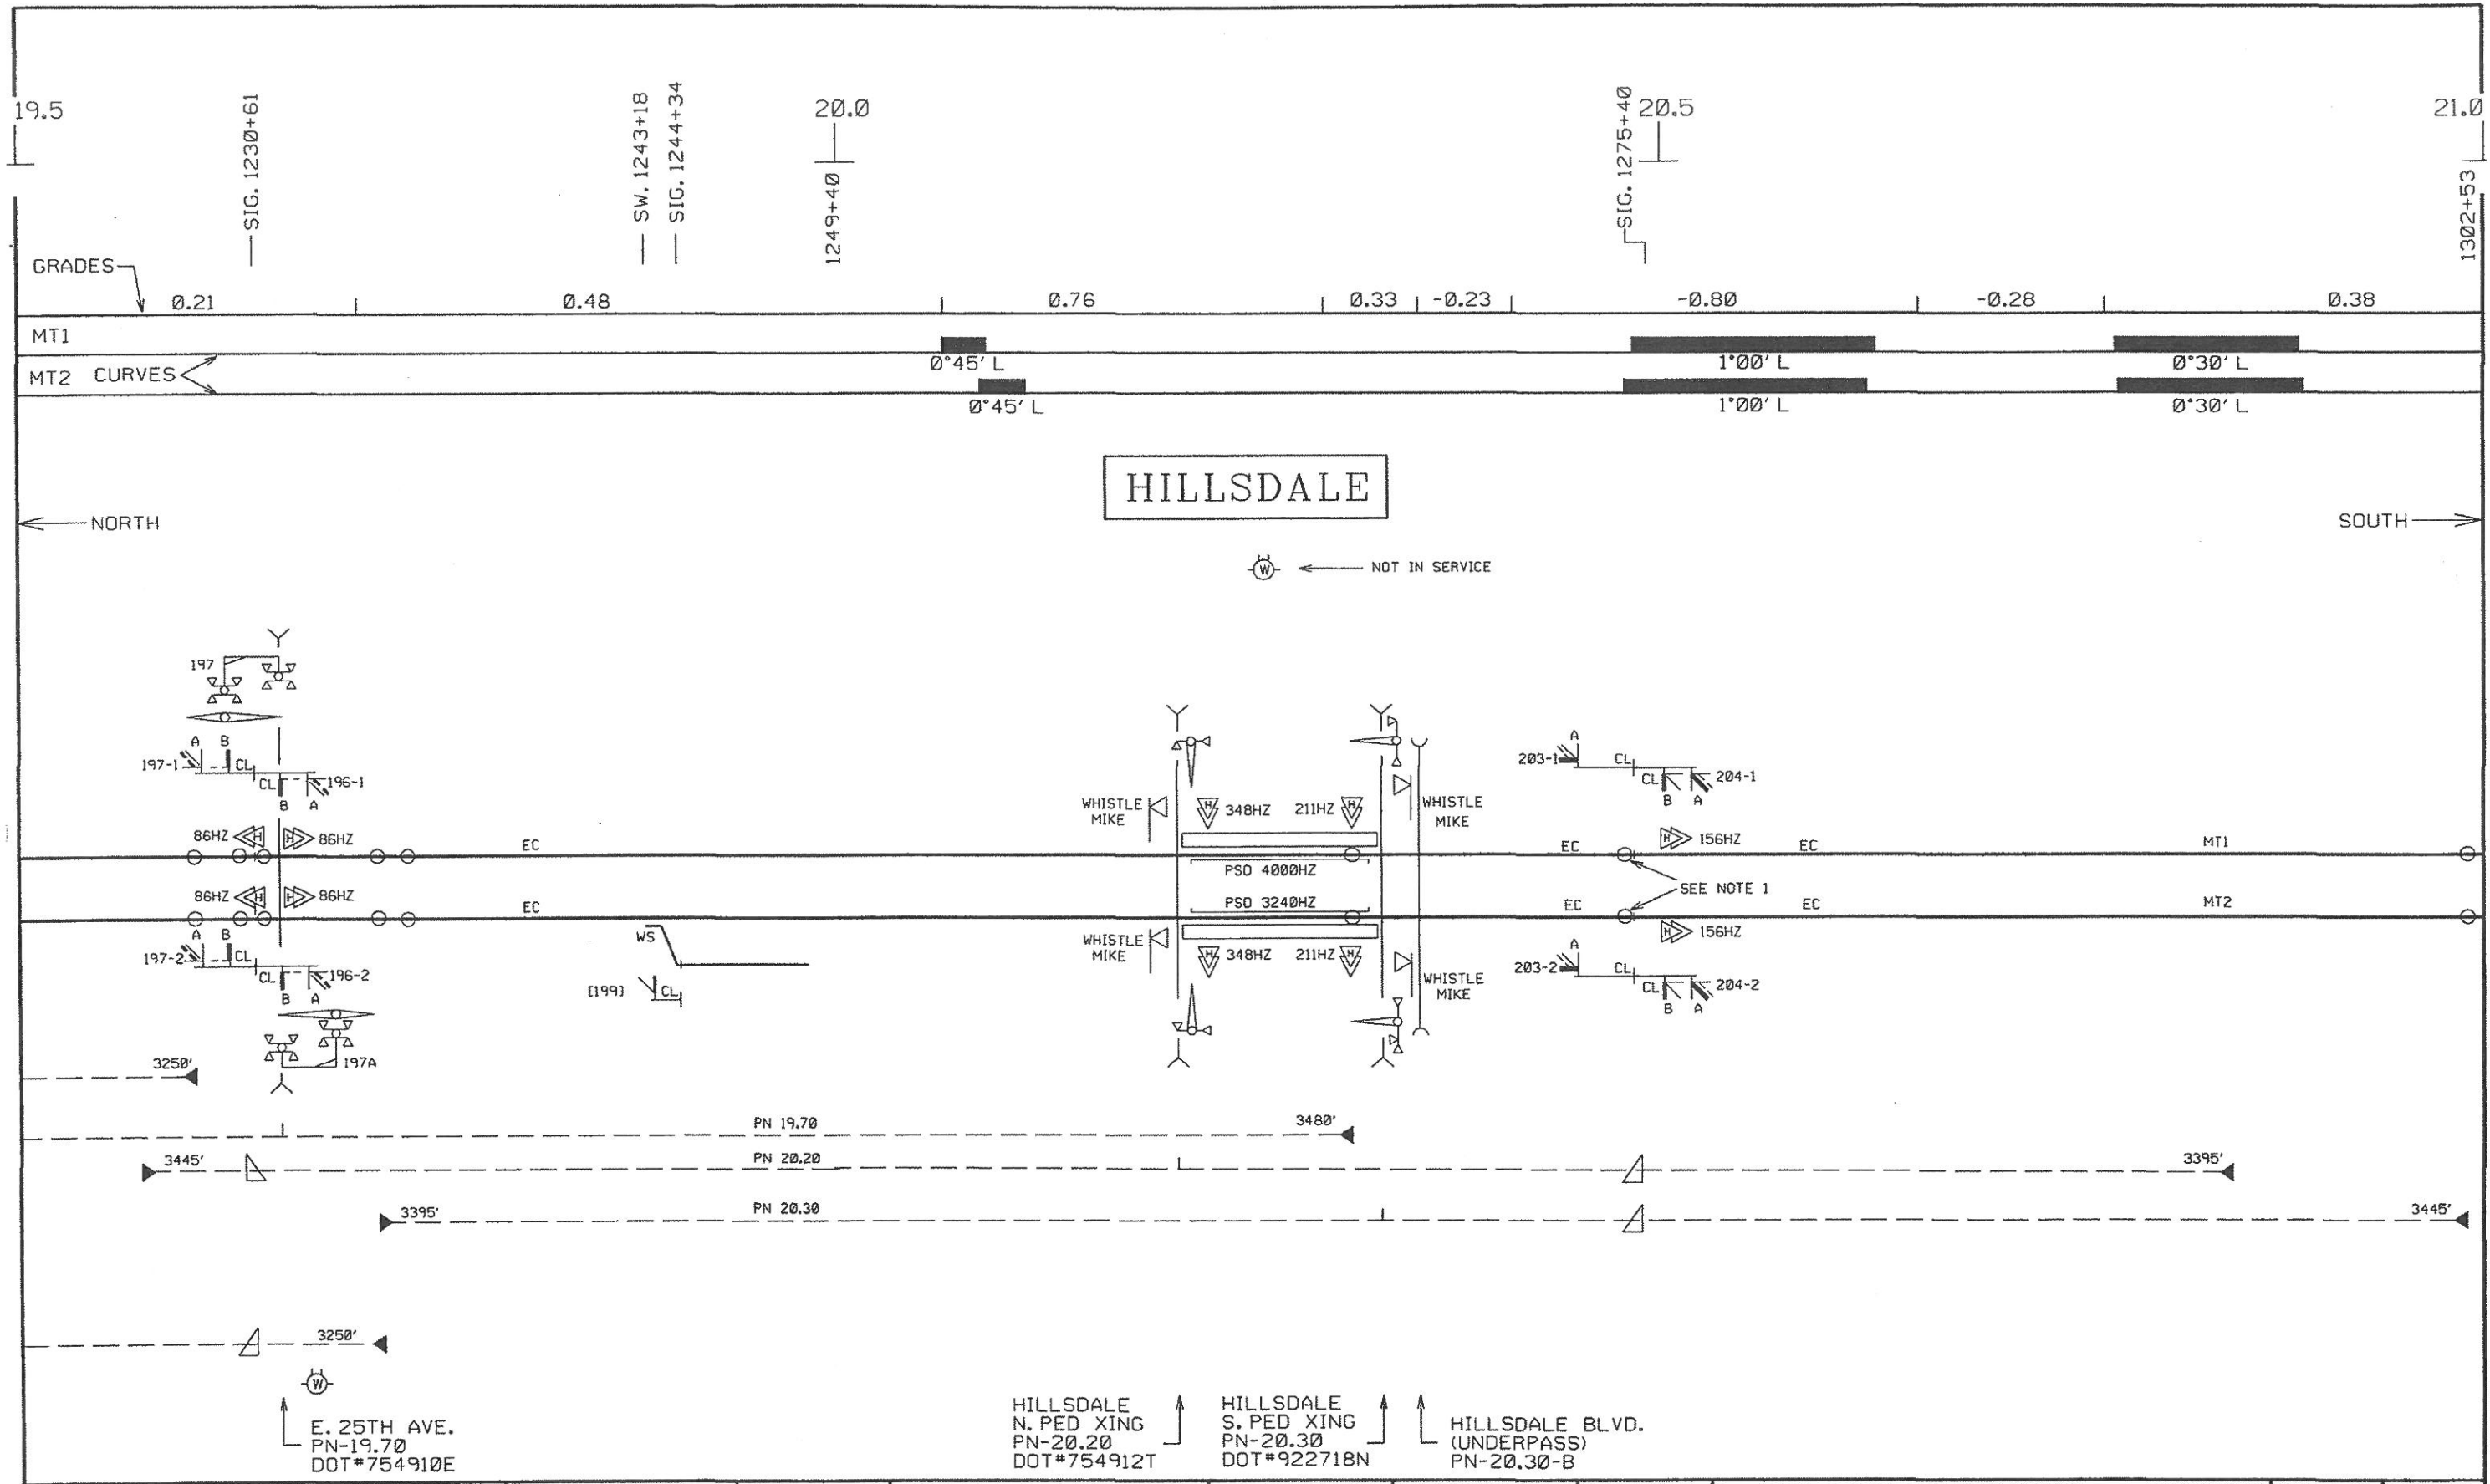 19.5
SIG. 1230+61
SW. 1243+18
SIG. 1244+34
20.0
1249+40
SIG. 1275+40
20.5
21.0
1302+53
GRADES
0.21
0.48
0.76
0.33
-0.23
-0.80
-0.28
0.38
MT1
0°45' L
1°00' L
0°30' L
MT2 CURVES
0°45' L
1°00' L
0°30' L
HILLSDALE
NORTH
SOUTH
W
NOT IN SERVICE
197
A B
197-1
CL
CL
196-1
B A
A
203-1
CL
CL
204-1
B A
WHISTLE
MIKE
H 348HZ
211HZ H
WHISTLE
MIKE
86HZ H
H 86HZ
EC
EC
H 156HZ
EC
MT1
PSO 4000HZ
SEE NOTE 1
86HZ H
H 86HZ
EC
PSO 3240HZ
EC
EC
MT2
A B
197-2
CL
CL
196-2
B A
WS
[199]
CL
WHISTLE
MIKE
H 348HZ
211HZ H
WHISTLE
MIKE
H 156HZ
A
203-2
CL
CL
204-2
B A
197A
3250'
PN 19.70
3480'
3445'
PN 20.20
3395'
3395'
PN 20.30
3445'
3250'
W
E. 25TH AVE.
PN-19.70
DOT#754910E
HILLSDALE
N. PED XING
PN-20.20
DOT#754912T
HILLSDALE
S. PED XING
PN-20.30
DOT#922718N
HILLSDALE BLVD.
(UNDERPASS)
PN-20.30-B